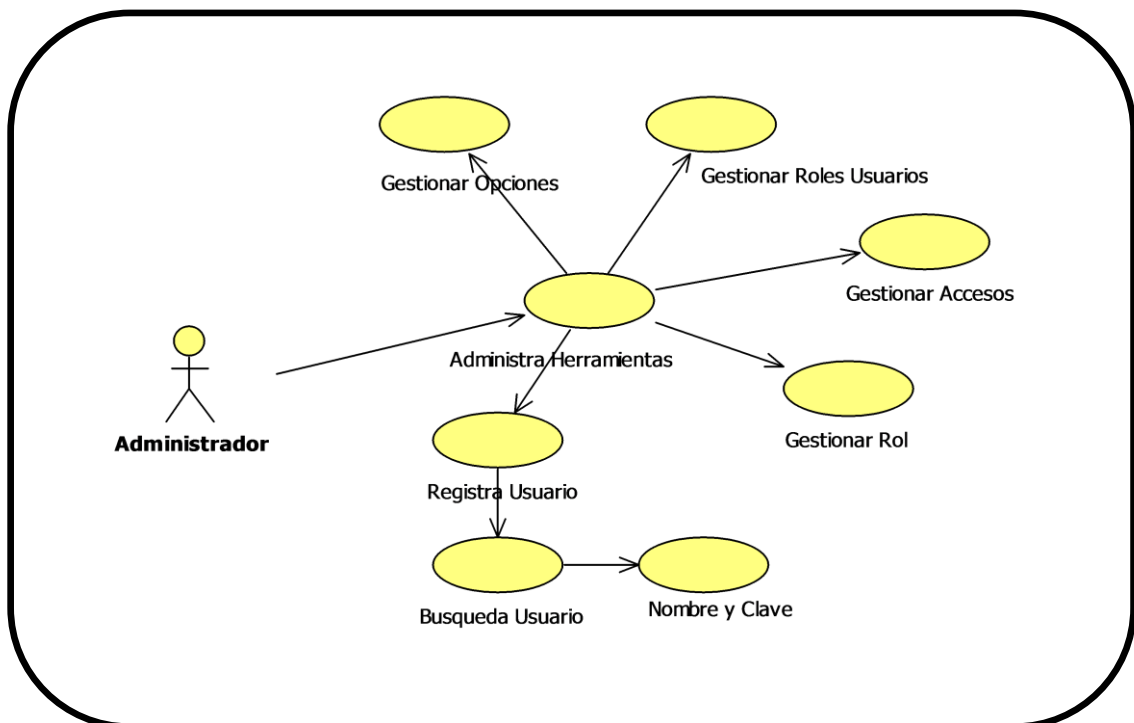 Gestionar Opciones
Gestionar Roles Usuarios
Gestionar Accesos
Administra Herramientas
Administrador
Gestionar Rol
Registra Usuario
Busqueda Usuario
Nombre y Clave